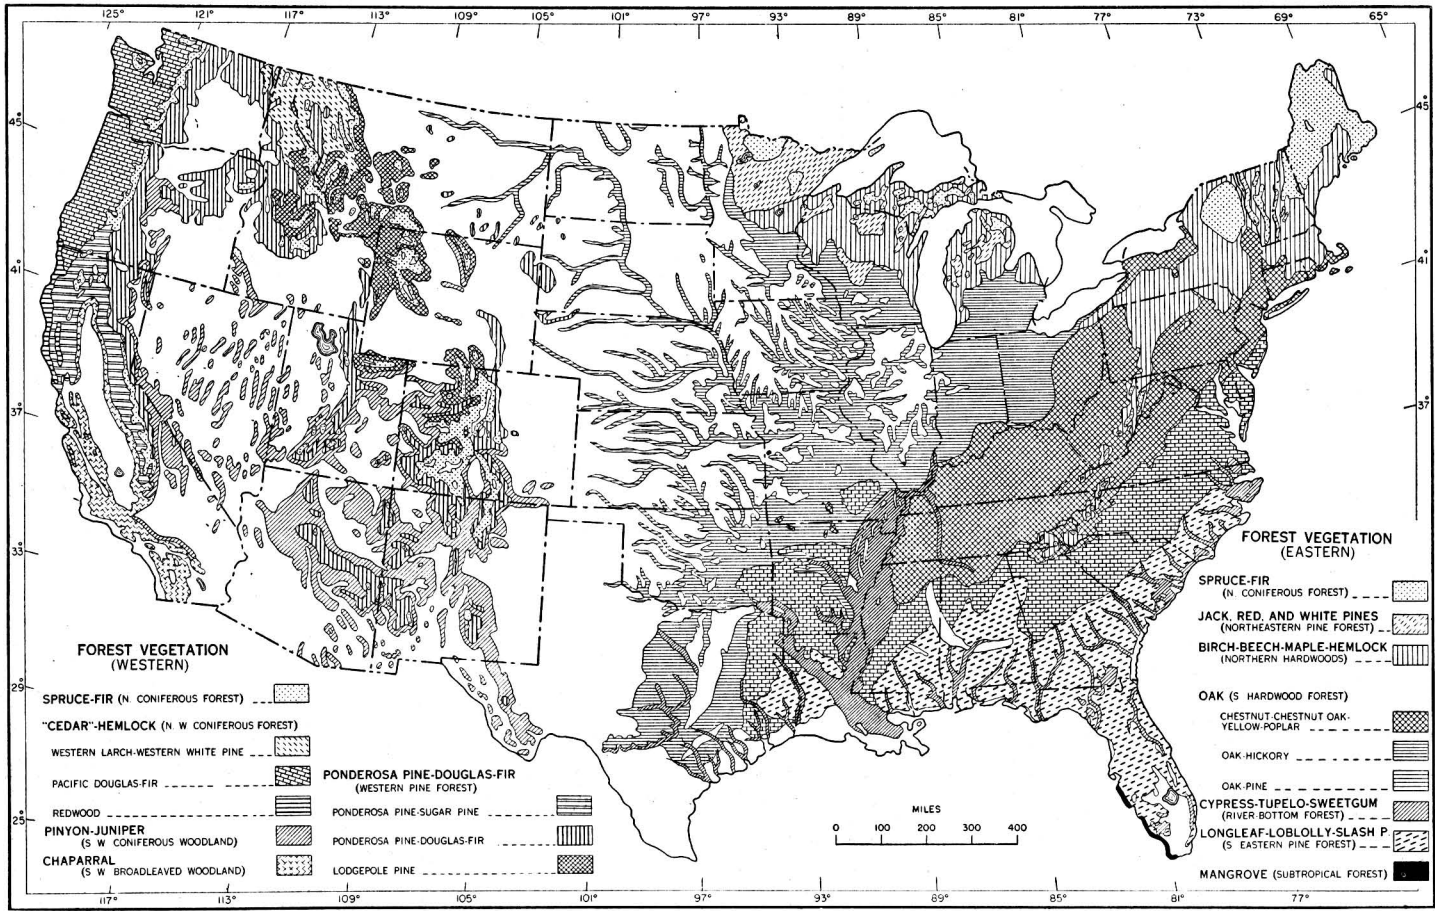 125° 121° 117° 113° 109° 105° 101° 97° 93° 89° 85° 81° 77° 73° 69° 65°
45° 45°
41° 41°
37° 37°
33°
29°
25°
FOREST VEGETATION
(WESTERN)
SPRUCE-FIR (N. CONIFEROUS FOREST)
"CEDAR"-HEMLOCK (N. W. CONIFEROUS FOREST)
WESTERN LARCH-WESTERN WHITE PINE
PACIFIC DOUGLAS-FIR
REDWOOD
PINYON-JUNIPER
(S W CONIFEROUS WOODLAND)
CHAPARRAL
(S W BROADLEAVED WOODLAND)
PONDEROSA PINE-DOUGLAS-FIR
(WESTERN PINE FOREST)
PONDEROSA PINE-SUGAR PINE
PONDEROSA PINE-DOUGLAS-FIR
LODGEPOLE PINE
MILES
0 100 200 300 400
FOREST VEGETATION
(EASTERN)
SPRUCE-FIR
(N. CONIFEROUS FOREST)
JACK, RED, AND WHITE PINES
(NORTHEASTERN PINE FOREST)
BIRCH-BEECH-MAPLE-HEMLOCK
(NORTHERN HARDWOODS)
OAK (S HARDWOOD FOREST)
CHESTNUT-CHESTNUT OAK-
YELLOW-POPLAR
OAK-HICKORY
OAK-PINE
CYPRESS-TUPELO-SWEETGUM
(RIVER-BOTTOM FOREST)
LONGLEAF-LOBLOLLY-SLASH P.
(S EASTERN PINE FOREST)
MANGROVE (SUBTROPICAL FOREST)
117° 113° 109° 105° 101° 97° 93° 89° 85° 81° 77°